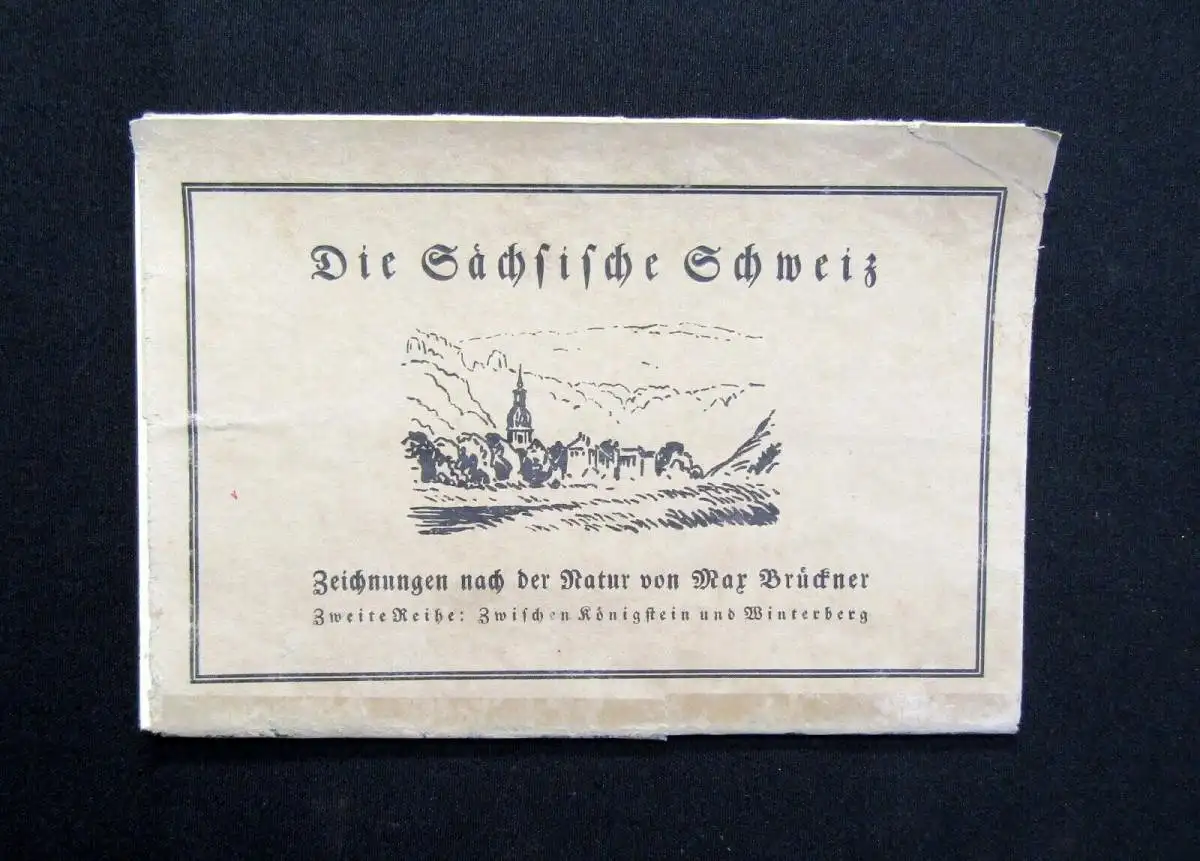 Die Sächsische Schweiz
Zeichnungen nach der Natur von Max Brückner
Zweite Reihe: Zwischen Königstein und Winterberg